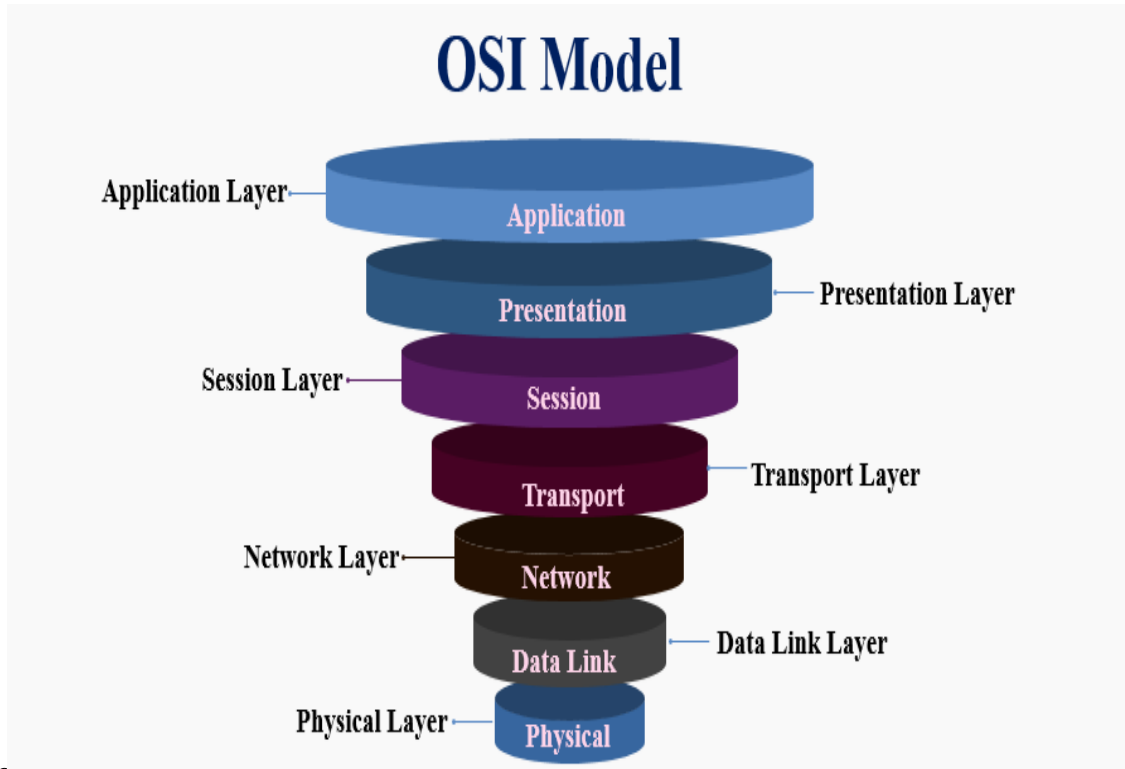 OSI Model
Application Layer
Application
Presentation Layer
Presentation
Session Layer
Session
Transport Layer
Transport
Network Layer
Network
Data Link Layer
Data Link
Physical Layer
Physical